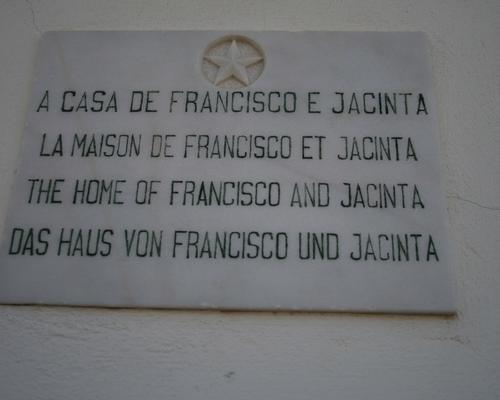 A CASA DE FRANCISCO E JACINTA
LA MAISON DE FRANCISCO ET JACINTA
THE HOME OF FRANCISCO AND JACINTA
DAS HAUS VON FRANCISCO UND JACINTA